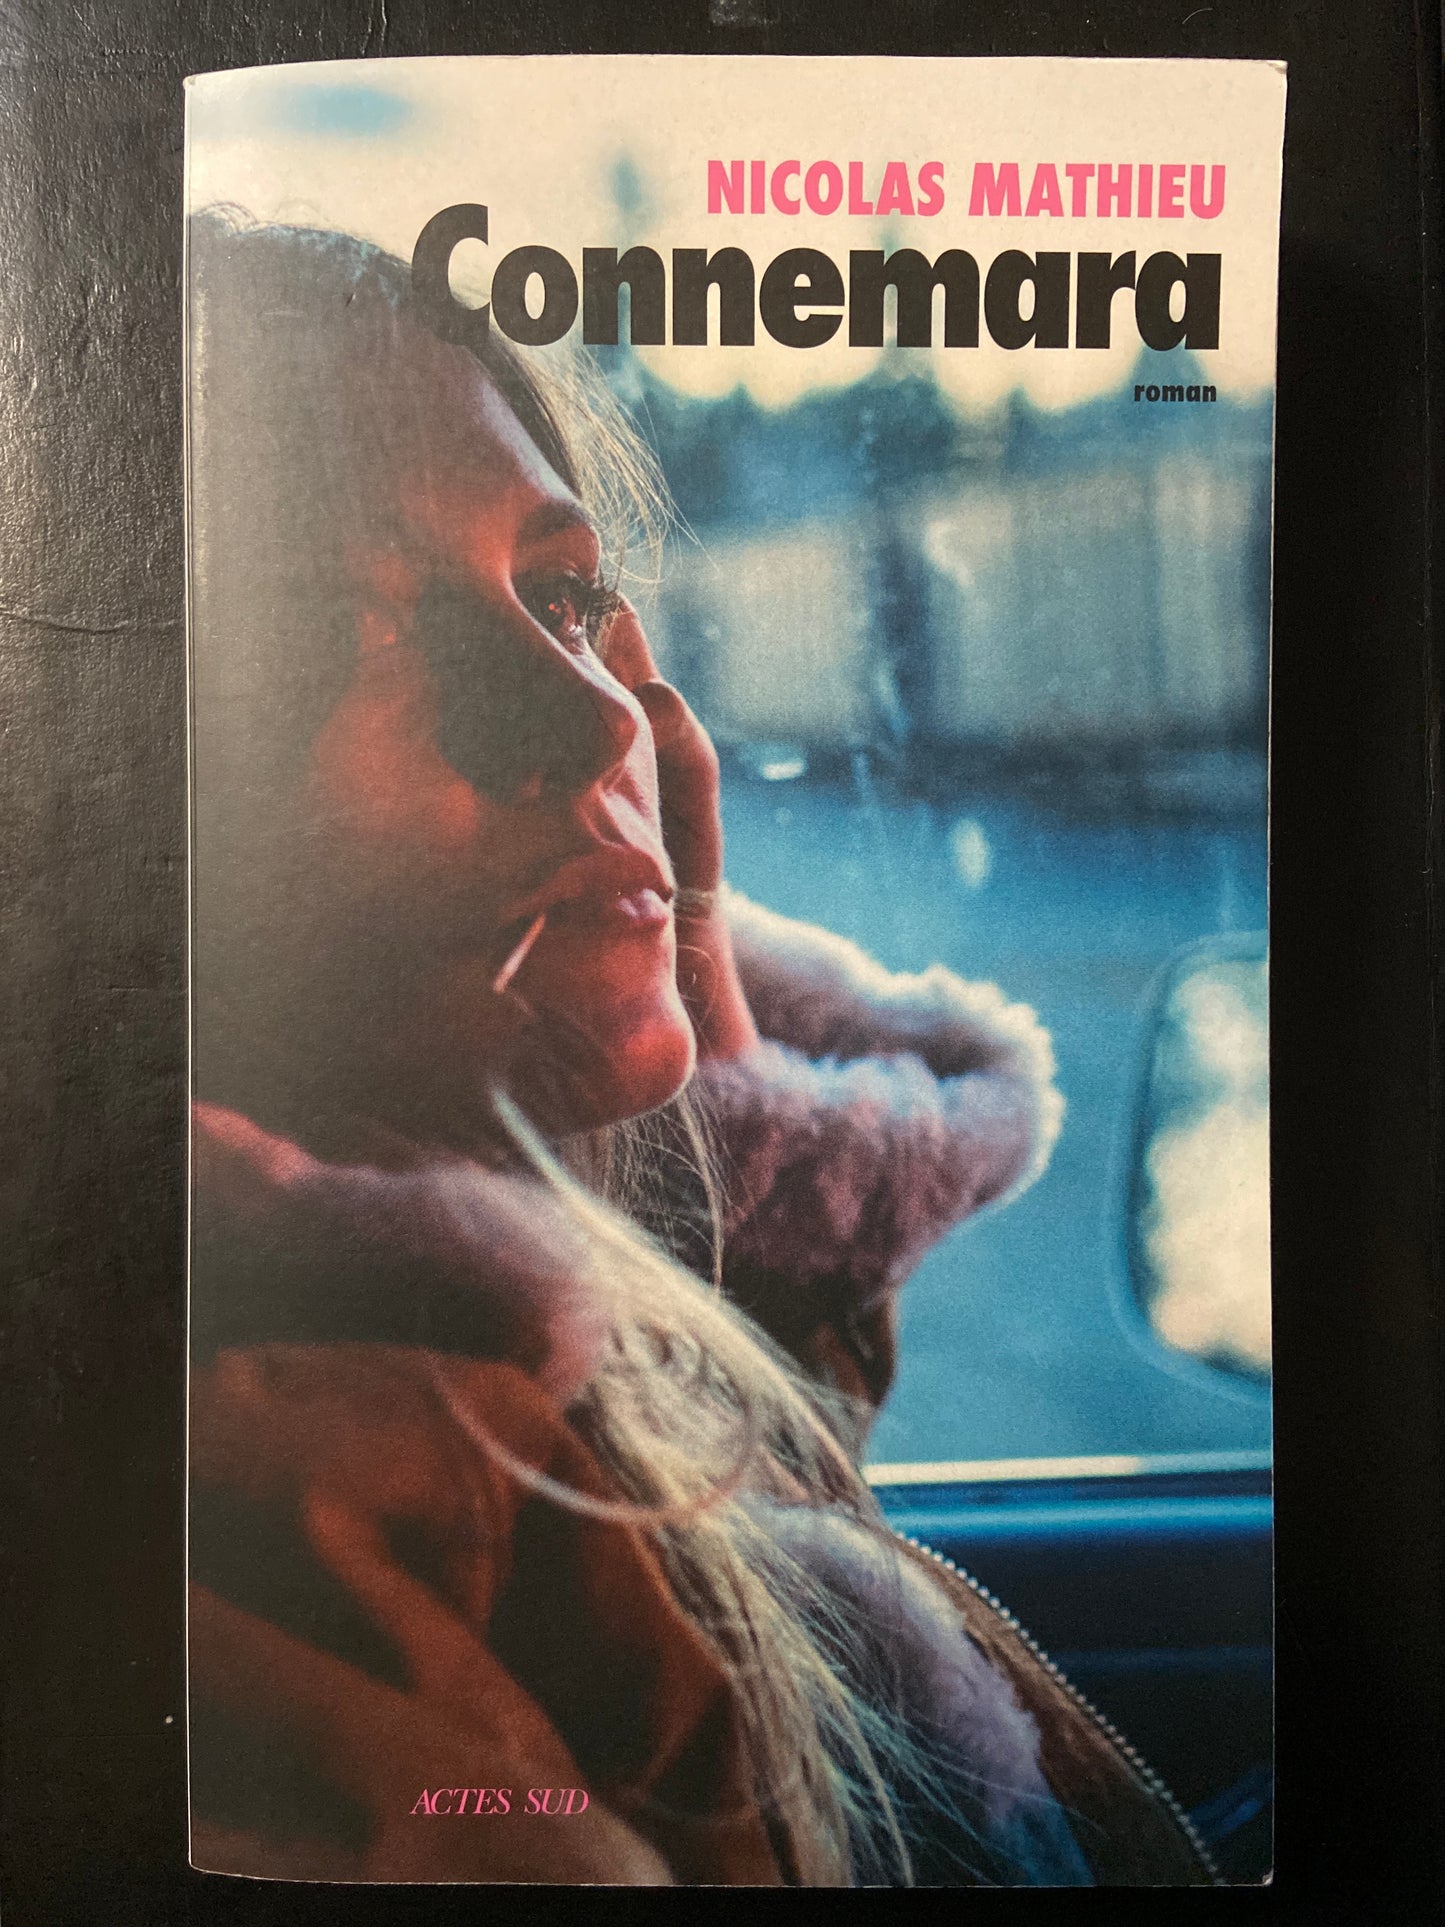 NICOLAS MATHIEU
Connemara
roman
ACTES SUD